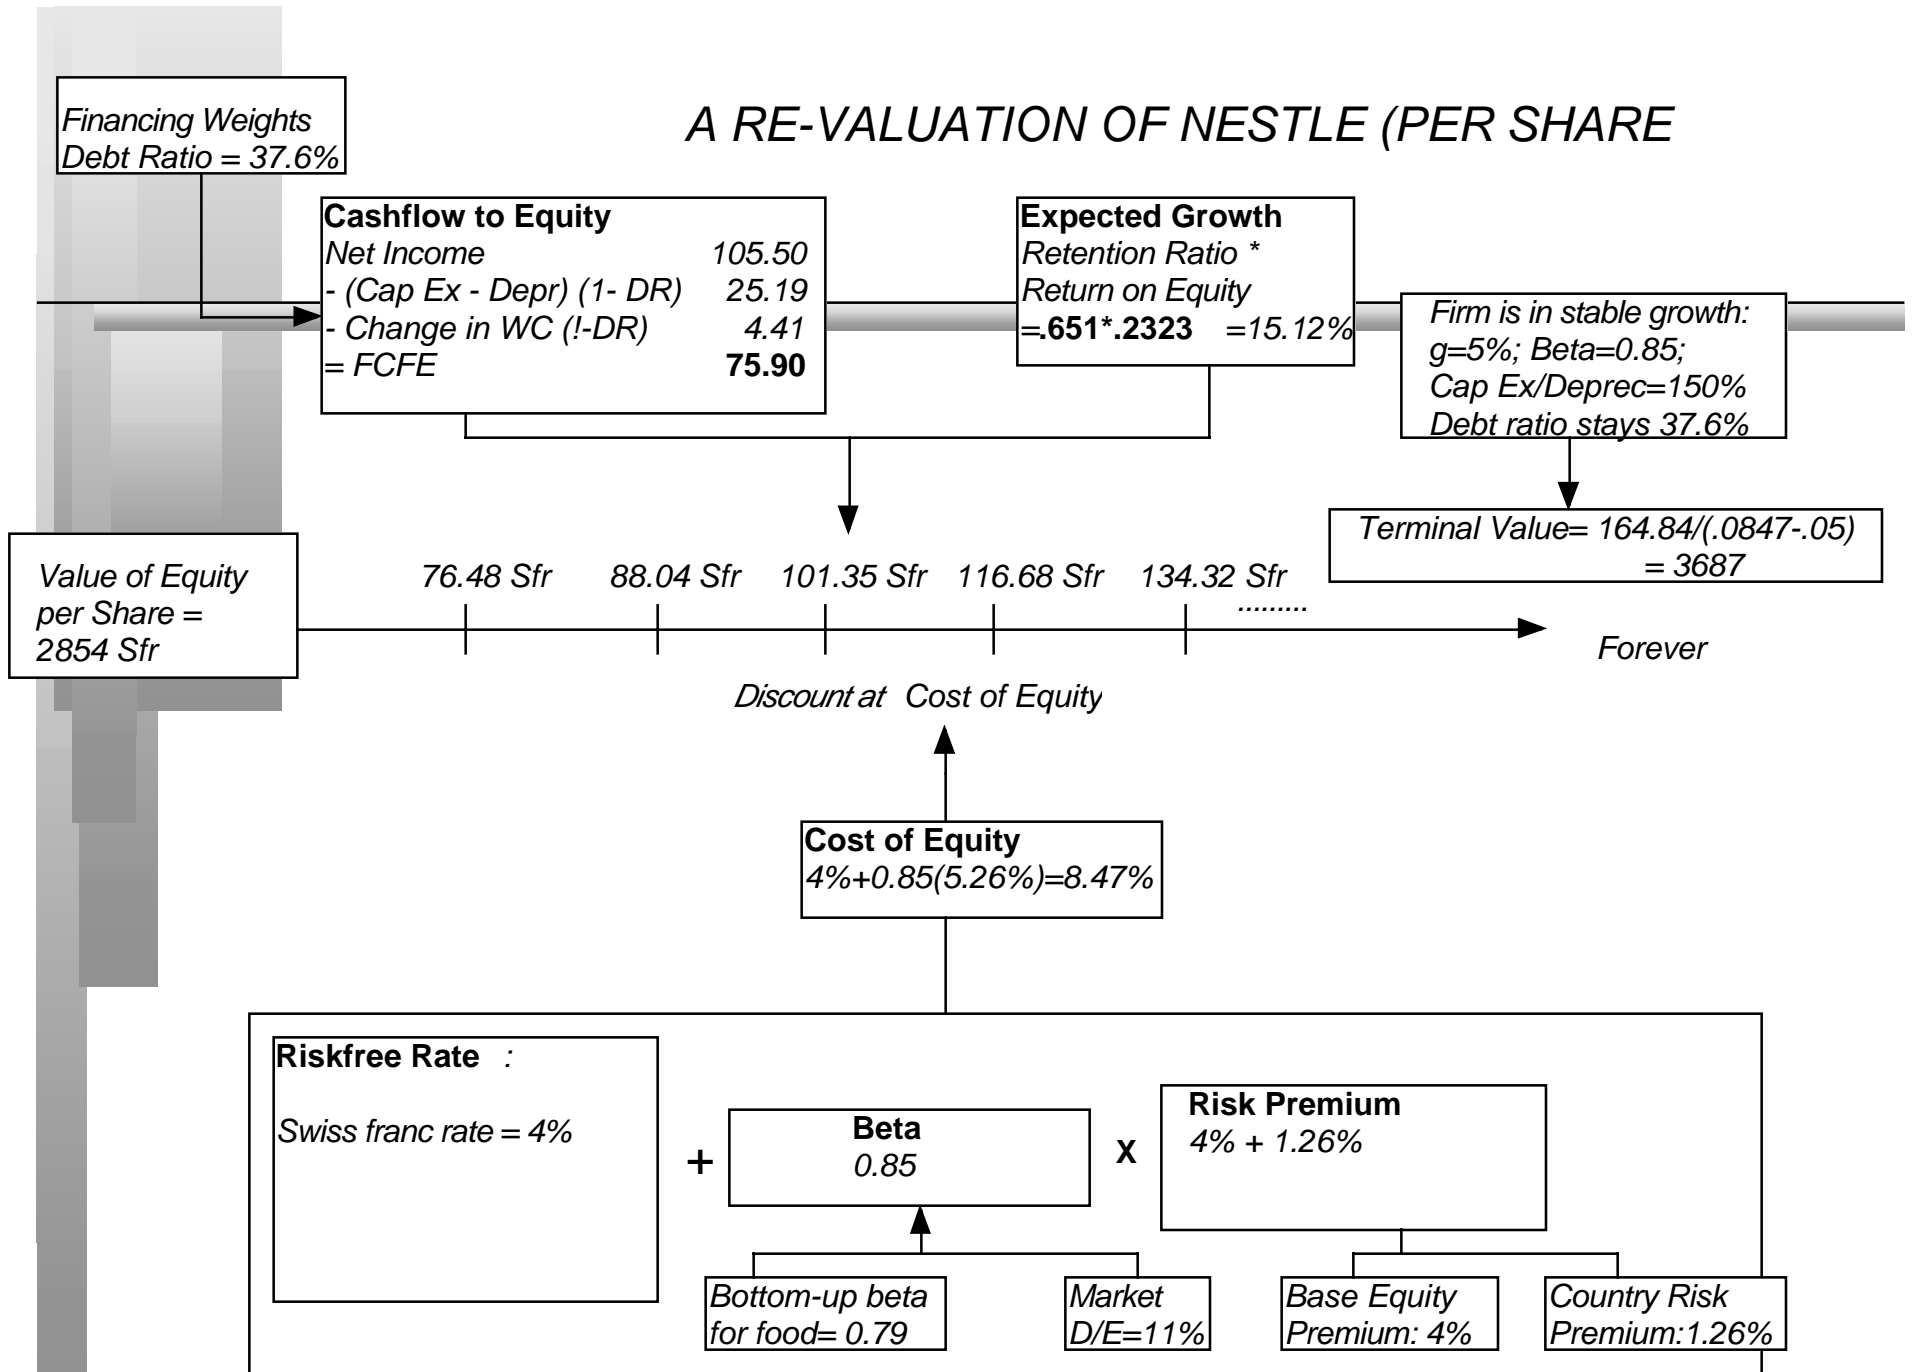 A RE-VALUATION OF NESTLE (PER SHARE
Financing Weights
Debt Ratio = 37.6%
Cashflow to Equity
Net Income 105.50
- (Cap Ex - Depr) (1- DR) 25.19
- Change in WC (!-DR) 4.41
= FCFE 75.90
Expected Growth
Retention Ratio *
Return on Equity
=.651*.2323 =15.12%
Firm is in stable growth:
g=5%; Beta=0.85;
Cap Ex/Deprec=150%
Debt ratio stays 37.6%
Terminal Value= 164.84/(.0847-.05)
= 3687
Value of Equity
per Share =
2854 Sfr
76.48 Sfr 88.04 Sfr 101.35 Sfr 116.68 Sfr 134.32 Sfr
.........
Forever
Discount at Cost of Equity
Cost of Equity
4%+0.85(5.26%)=8.47%
Riskfree Rate :
Swiss franc rate = 4%
+
Beta
0.85
X
Risk Premium
4% + 1.26%
Bottom-up beta
for food= 0.79
Market
D/E=11%
Base Equity
Premium: 4%
Country Risk
Premium:1.26%